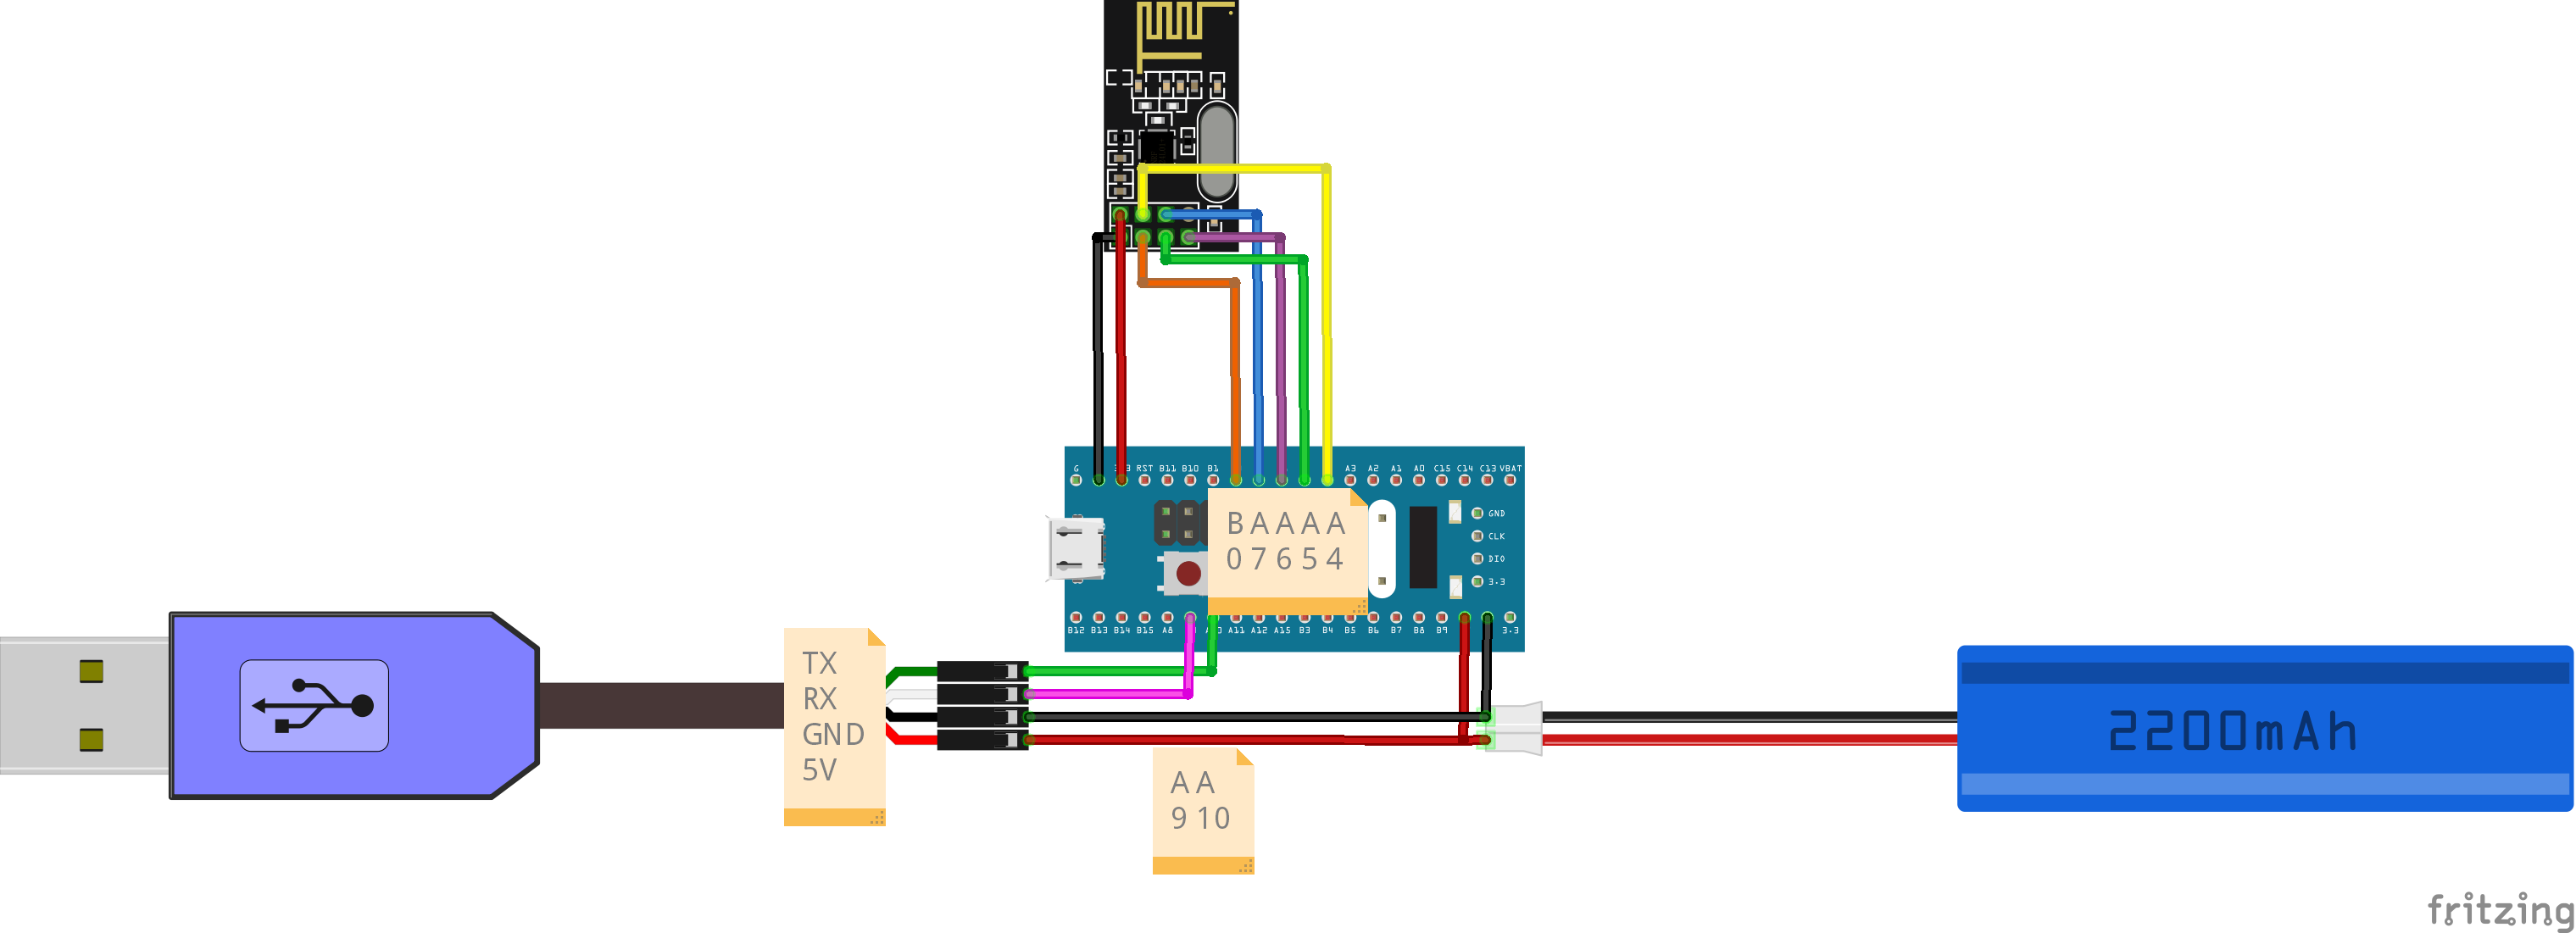 G 3.3 RST B11 B10 B1 A3 A2 A1 A0 C15 C14 C13 VBAT
B A A A A
0 7 6 5 4
GND
CLK
DIO
3.3
B12 B13 B14 B15 A8 A11 A12 A15 B3 B4 B5 B6 B7 B8 B9 3.3
TX
RX
GND
5V
A A
9 10
2200mAh
fritzing